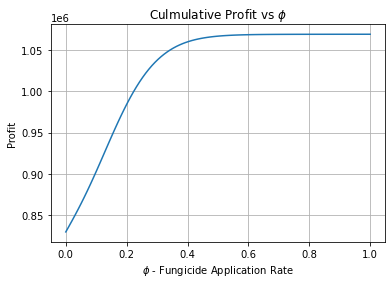 Culmulative Profit vs ϕ
1e6
1.05
1.00
0.95
0.90
0.85
Profit
0.0 0.2 0.4 0.6 0.8 1.0
ϕ - Fungicide Application Rate